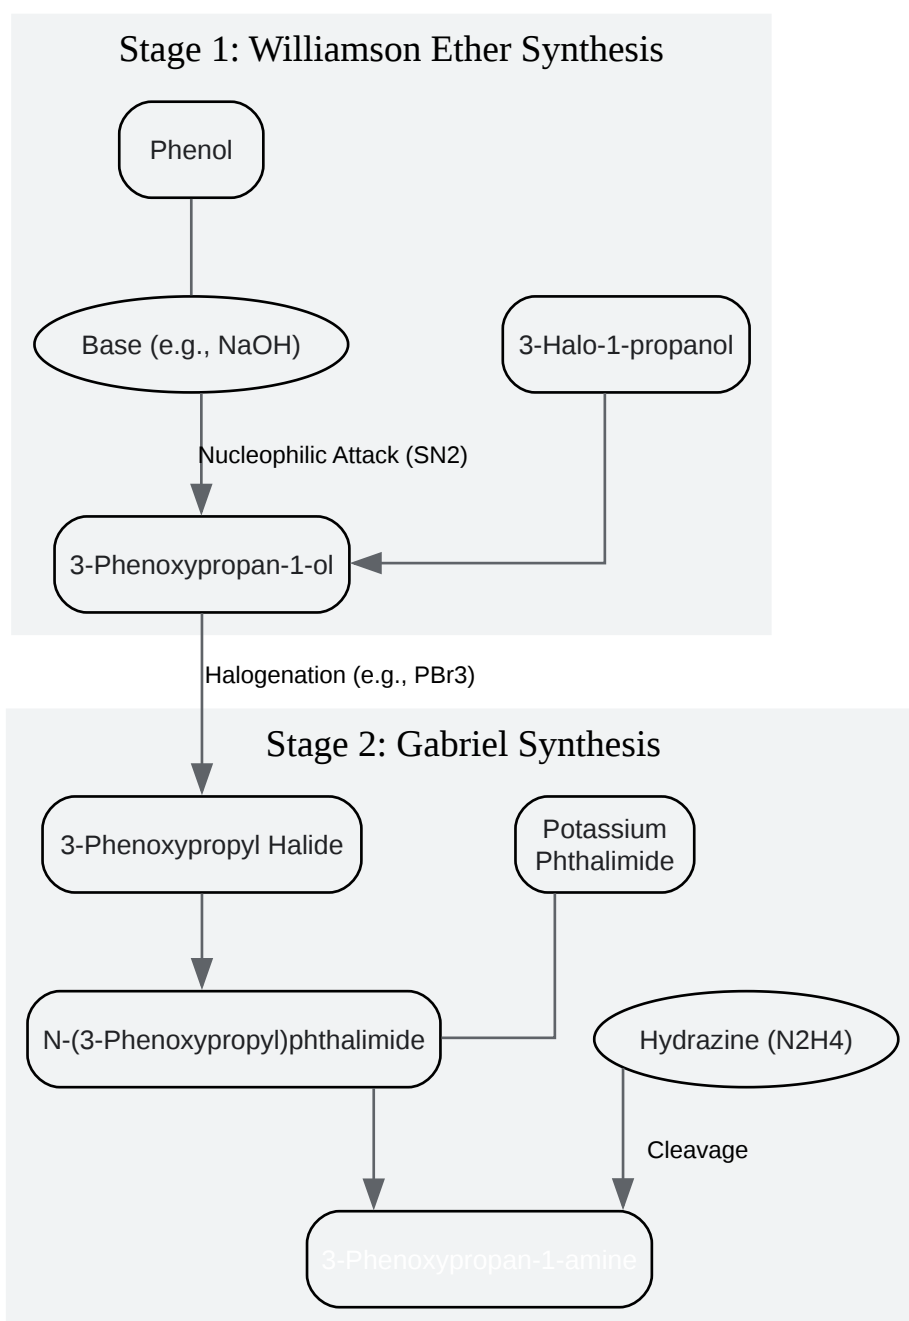 Stage 1: Williamson Ether Synthesis
Phenol
Base (e.g., NaOH)
3-Halo-1-propanol
Nucleophilic Attack (SN2)
3-Phenoxypropan-1-ol
Halogenation (e.g., PBr3)
Stage 2: Gabriel Synthesis
3-Phenoxypropyl Halide
Potassium
Phthalimide
N-(3-Phenoxypropyl)phthalimide
Hydrazine (N2H4)
Cleavage
3-Phenoxypropan-1-amine